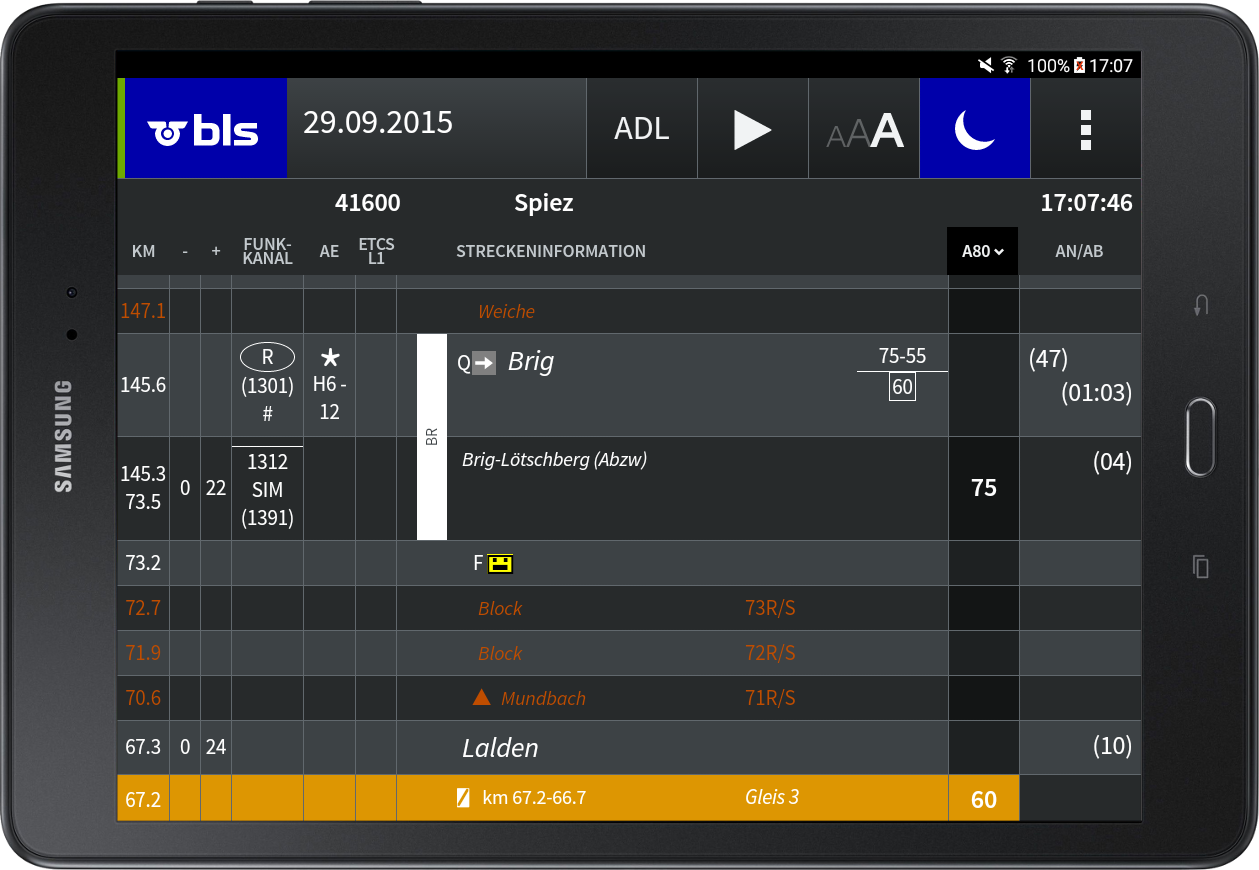 100% 17:07
bls 29.09.2015 ADL AAA
41600 Spiez 17:07:46
KM - + FUNK-KANAL AE ETCS L1 STRECKENINFORMATION A80 AN/AB
147.1 Weiche
145.6 R (1301) # H6 - 12 Q Brig 75-55 60 (47) (01:03)
BR
145.3 73.5 0 22 1312 SIM (1391) Brig-Lötschberg (Abzw) 75 (04)
73.2 F
72.7 Block 73R/S
71.9 Block 72R/S
70.6 Mundbach 71R/S
67.3 0 24 Lalden (10)
67.2 km 67.2-66.7 Gleis 3 60
SAMSUNG